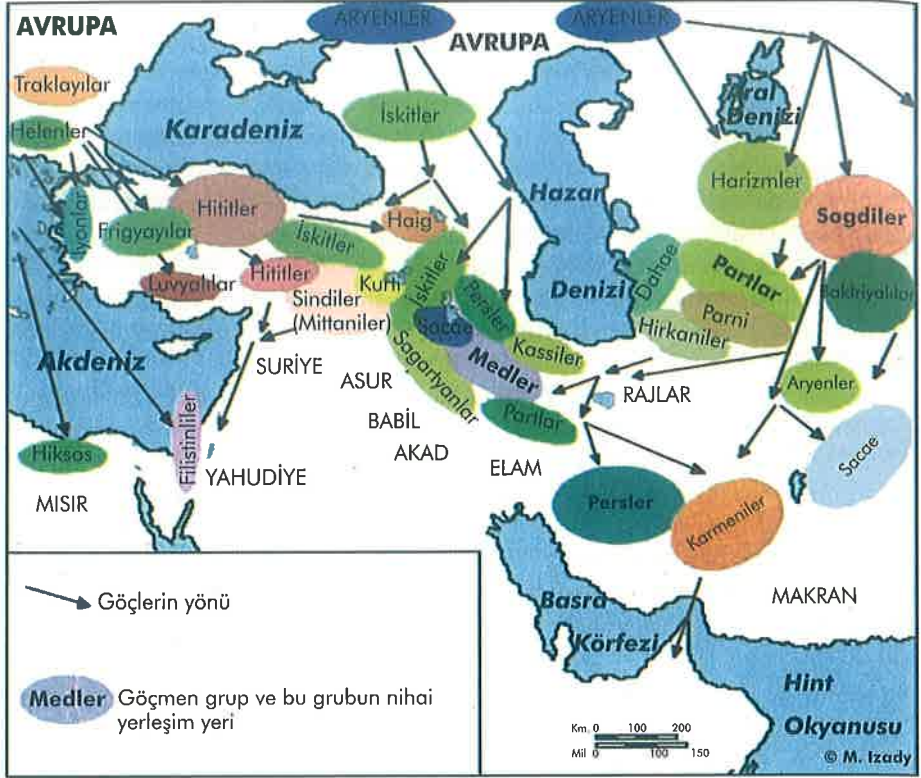 AVRUPA
ARYENLER
AVRUPA
ARYENLER
Traklayılar
Helenler
Karadeniz
İskitler
Aral
Denizi
Hazar
Denizi
Harizmler
Sogdiler
İyonlar
Frigyayılar
Hititler
Haig
İskitler
Luvyalılar
Hititler
Sindiler
(Mittaniler)
Kurti
İskitler
Persler
Sacae
Medler
Kassiler
Sagartyanlar
Partlar
Dahae
Partlar
Parni
Hirkaniler
Baktriyalılar
Aryenler
Sacae
RAJLAR
Akdeniz
SURİYE
ASUR
BABİL
AKAD
ELAM
Hiksos
Filistinliler
YAHUDİYE
MISIR
Persler
Karmeniler
MAKRAN
Basra
Körfezi
Hint
Okyanusu
Göçlerin yönü
Medler Göçmen grup ve bu grubun nihai
yerleşim yeri
Km. 0 100 200
Mil 0 100 150
© M. Izady